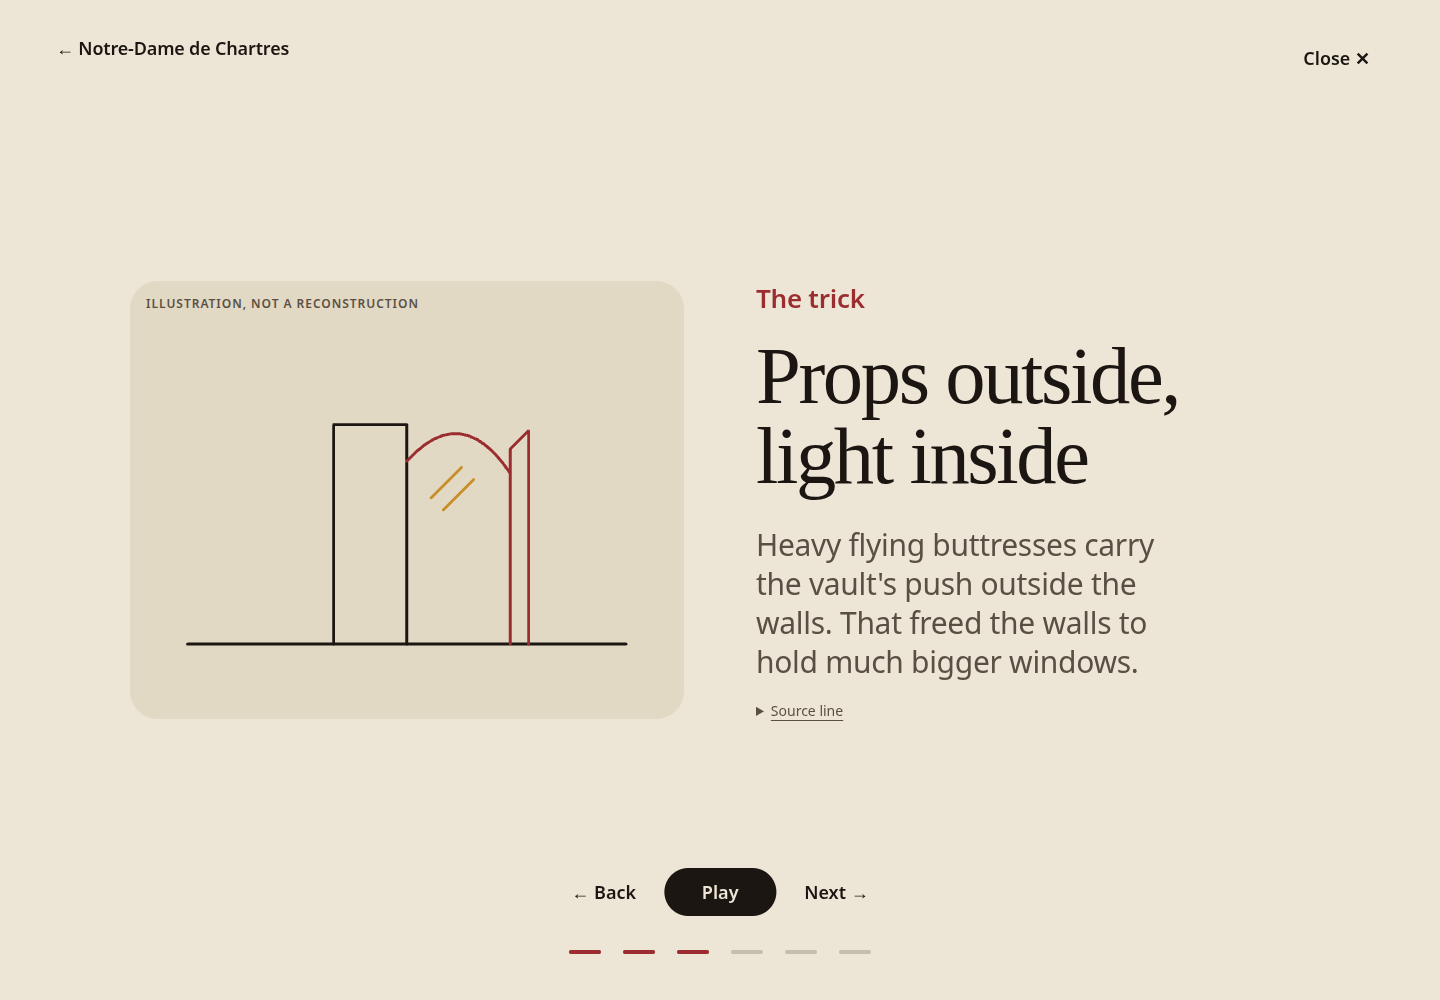 ← Notre-Dame de Chartres
Close ✕
ILLUSTRATION, NOT A RECONSTRUCTION
The trick
Props outside,
light inside
Heavy flying buttresses carry
the vault's push outside the
walls. That freed the walls to
hold much bigger windows.
▶ Source line
← Back
Play
Next →